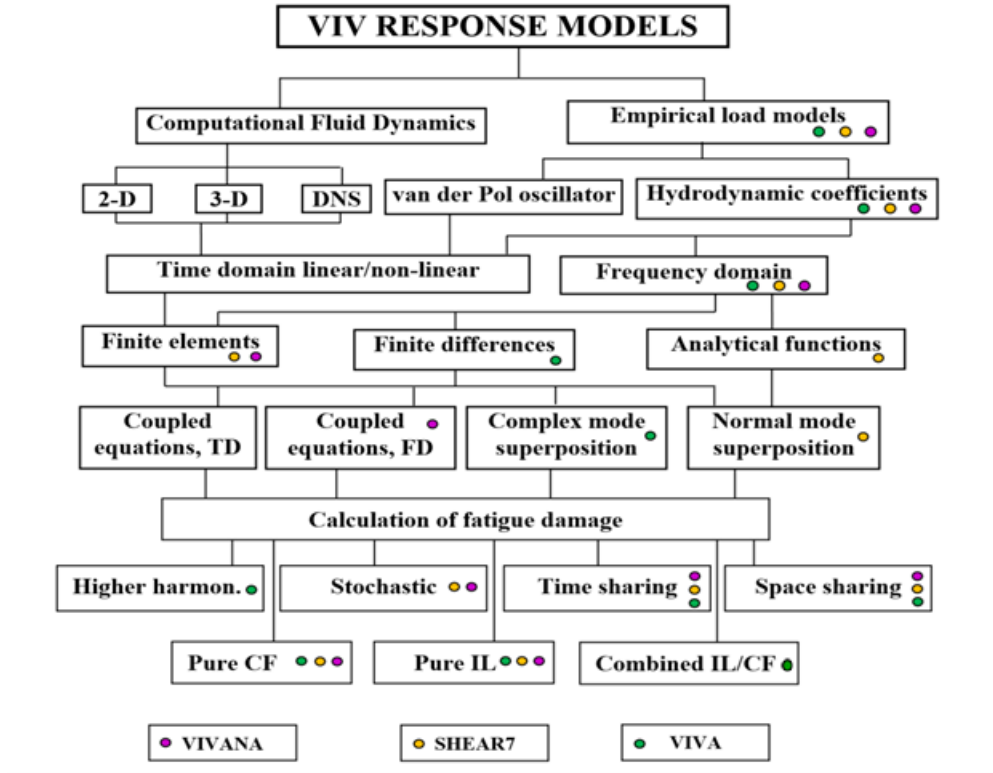 VIV RESPONSE MODELS
Computational Fluid Dynamics
Empirical load models
2-D
3-D
DNS
van der Pol oscillator
Hydrodynamic coefficients
Time domain linear/non-linear
Frequency domain
Finite elements
Finite differences
Analytical functions
Coupled
equations, TD
Coupled
equations, FD
Complex mode
superposition
Normal mode
superposition
Calculation of fatigue damage
Higher harmon.
Stochastic
Time sharing
Space sharing
Pure CF
Pure IL
Combined IL/CF
VIVANA
SHEAR7
VIVA